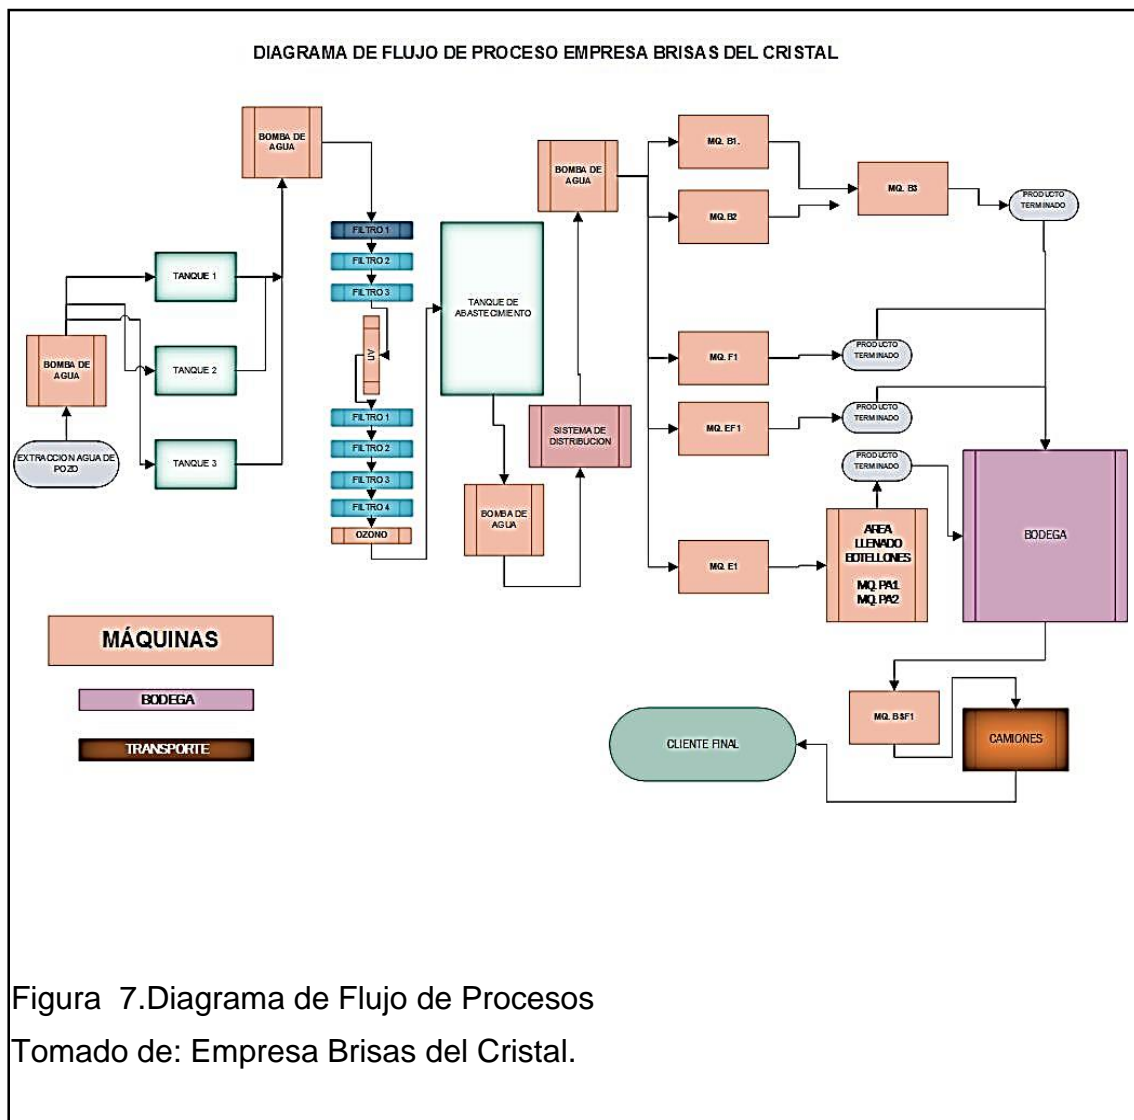 DIAGRAMA DE FLUJO DE PROCESO EMPRESA BRISAS DEL CRISTAL
BOMBA DE
AGUA
TANQUE 1
BOMBA DE
AGUA
TANQUE 2
EXTRACCION AGUA DE
POZO
TANQUE 3
FILTRO 1
FILTRO 2
FILTRO 3
UV
FILTRO 1
FILTRO 2
FILTRO 3
FILTRO 4
OZONO
TANQUE DE
ABASTECIMIENTO
BOMBA DE
AGUA
SISTEMA DE
DISTRIBUCION
BOMBA DE
AGUA
MQ. B1.
MQ. B2
MQ. B3
PRODUCTO
TERMINADO
MQ. F1
PRODUCTO
TERMINADO
MQ. EF1
PRODUCTO
TERMINADO
PRODUCTO
TERMINADO
MQ. E1
AREA
LLENADO
BOTELLONES
MQ. PA1
MQ. PA2
BODEGA
MÁQUINAS
BODEGA
TRANSPORTE
MQ. BSF1
CAMIONES
CLIENTE FINAL
Figura 7.Diagrama de Flujo de Procesos
Tomado de: Empresa Brisas del Cristal.